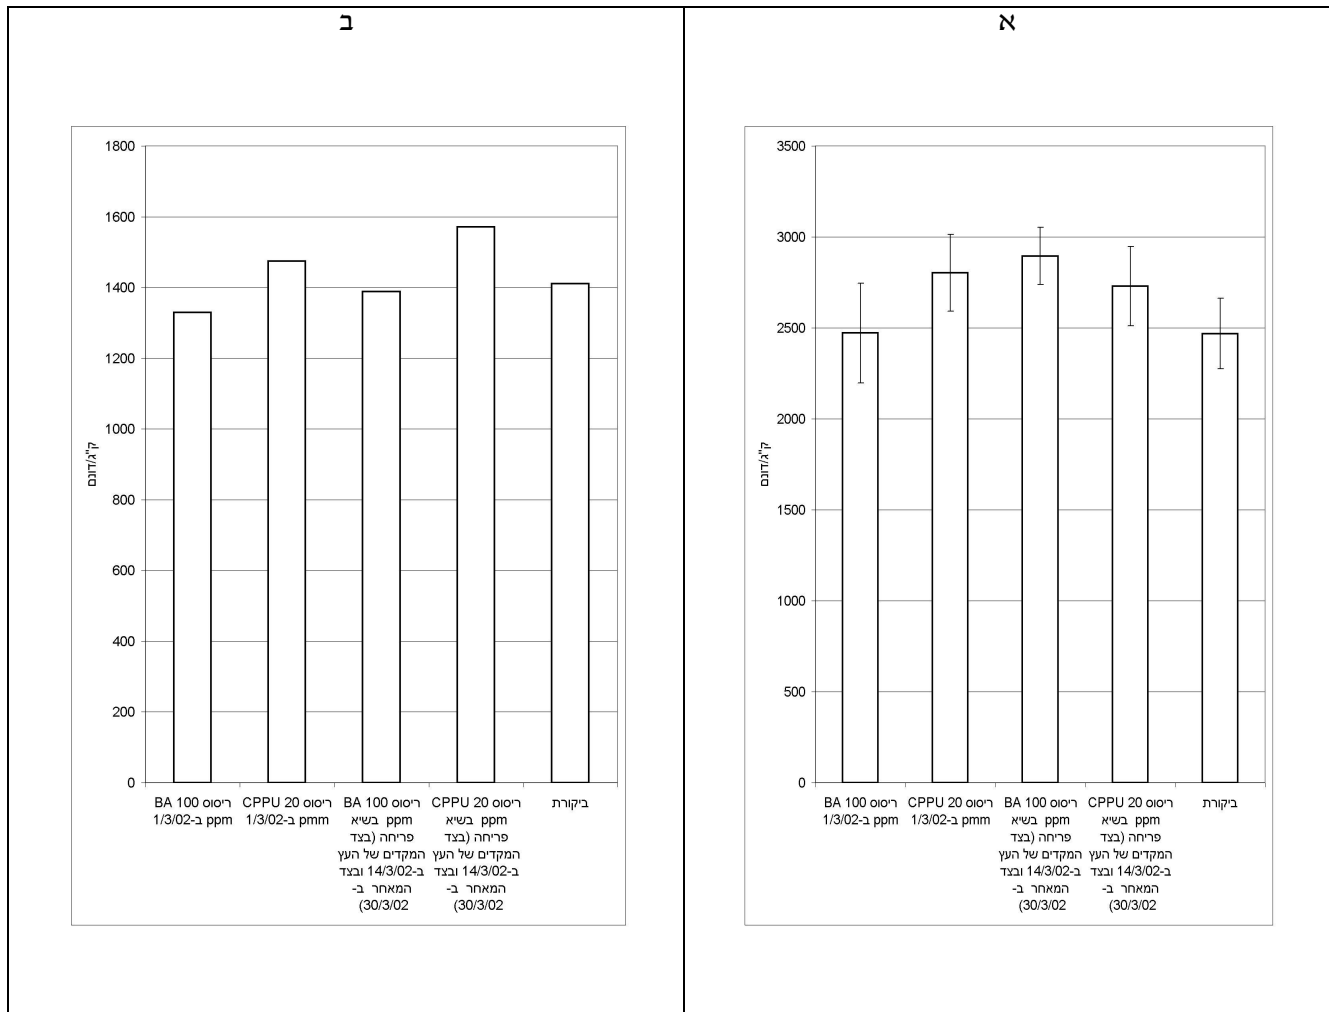 א
3500
3000
2500
2000
1500
1000
500
0
ק"ג/דונם
ריסוס BA 100
ppm ב-1/3/02
ריסוס CPPU 20
pmm ב-1/3/02
ריסוס BA 100
ppm בשיא
פריחה (בצד
המקדים של העץ
ב-14/3/02 ובצד
המאחר ב-
30/3/02)
ריסוס CPPU 20
ppm בשיא
פריחה (בצד
המקדים של העץ
ב-14/3/02 ובצד
המאחר ב-
30/3/02)
ביקורת
ב
1800
1600
1400
1200
1000
800
600
400
200
0
ק"ג/דונם
ריסוס BA 100
ppm ב-1/3/02
ריסוס CPPU 20
pmm ב-1/3/02
ריסוס BA 100
ppm בשיא
פריחה (בצד
המקדים של העץ
ב-14/3/02 ובצד
המאחר ב-
30/3/02)
ריסוס CPPU 20
ppm בשיא
פריחה (בצד
המקדים של העץ
ב-14/3/02 ובצד
המאחר ב-
30/3/02)
ביקורת